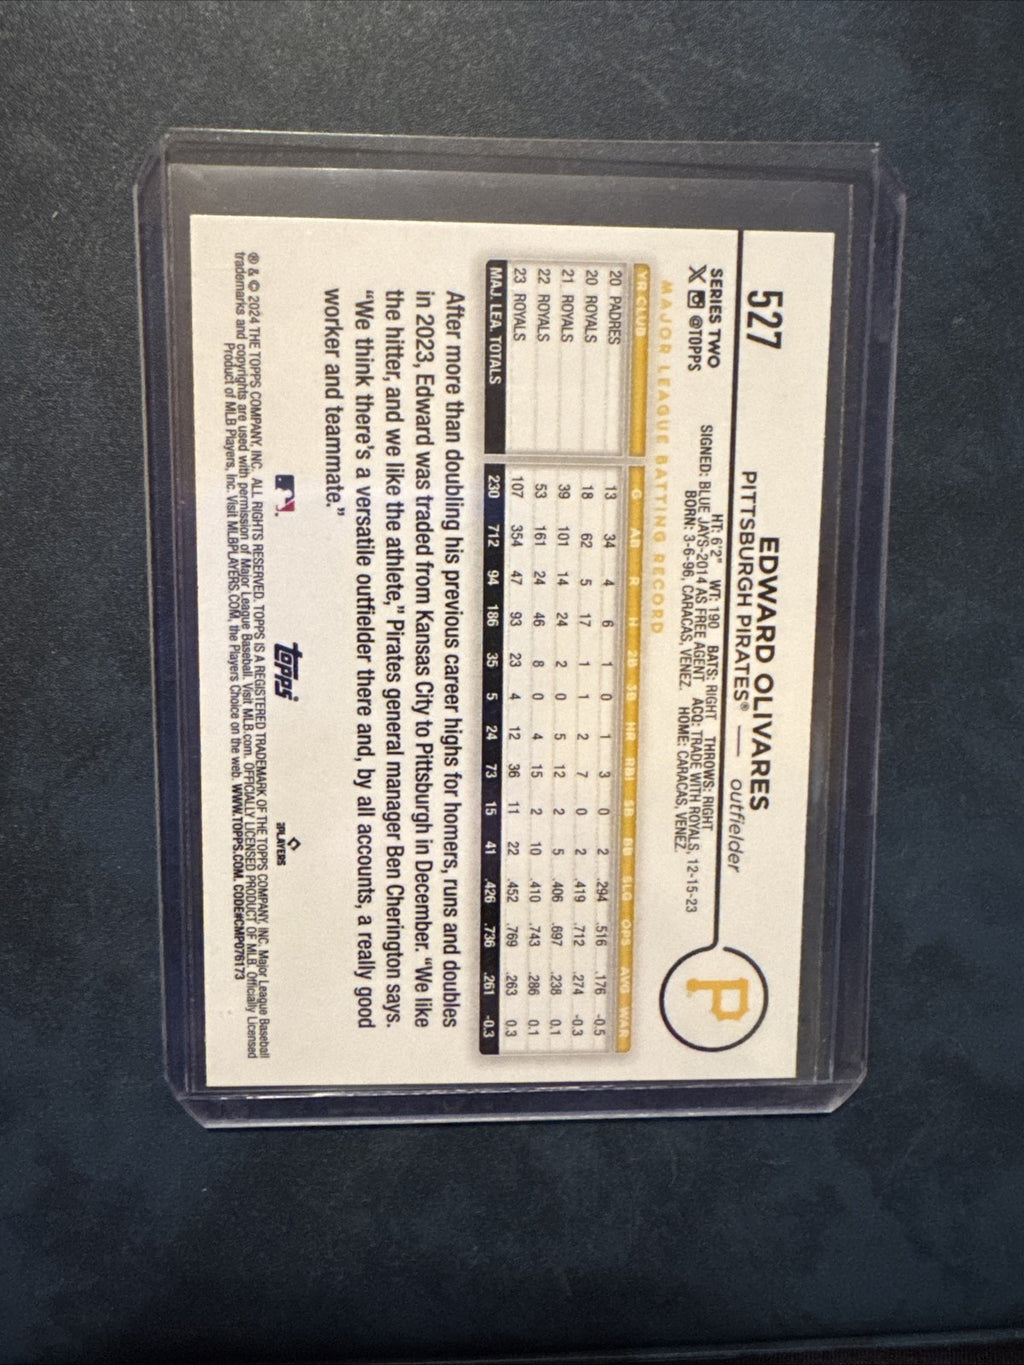 527
EDWARD OLIVARES
PITTSBURGH PIRATES® — outfielder
SERIES TWO
@TOPPS
HT: 6'2" WT: 190 BATS: RIGHT THROWS: RIGHT
SIGNED: BLUE JAYS-2014 AS FREE AGENT ACQ: TRADE WITH ROYALS, 12-15-23
BORN: 3-6-96, CARACAS, VENEZ. HOME: CARACAS, VENEZ.
P
MAJOR LEAGUE BATTING RECORD
YR CLUB G AB R H 2B 3B HR RBI SB BB SLG OPS AVG WAR
20 PADRES 13 34 4 6 1 0 1 3 0 2 .294 .516 .176 -0.5
20 ROYALS 18 62 5 17 1 1 2 7 0 2 .419 .712 .274 -0.3
21 ROYALS 39 101 14 24 2 0 5 12 2 5 .406 .697 .238 0.1
22 ROYALS 53 161 24 46 8 0 4 15 2 10 .410 .743 .286 0.1
23 ROYALS 107 354 47 93 23 4 12 36 11 22 .452 .769 .263 0.3
MAJ. LEA. TOTALS 230 712 94 186 35 5 24 73 15 41 .426 .736 .261 -0.3
After more than doubling his previous career highs for homers, runs and doubles
in 2023, Edward was traded from Kansas City to Pittsburgh in December. “We like
the hitter, and we like the athlete,” Pirates general manager Ben Cherington says.
“We think there's a versatile outfielder there and, by all accounts, a really good
worker and teammate.”
topps
PLAYERS
® & © 2024 THE TOPPS COMPANY, INC. ALL RIGHTS RESERVED. TOPPS IS A REGISTERED TRADEMARK OF THE TOPPS COMPANY, INC. Major League Baseball
trademarks and copyrights are used with permission of Major League Baseball. Visit MLB.com. OFFICIALLY LICENSED PRODUCT OF MLB. Officially Licensed
Product of MLB Players, Inc. Visit MLBPLAYERS.COM, the Players Choice on the web. WWW.TOPPS.COM. CODE#CMP076173